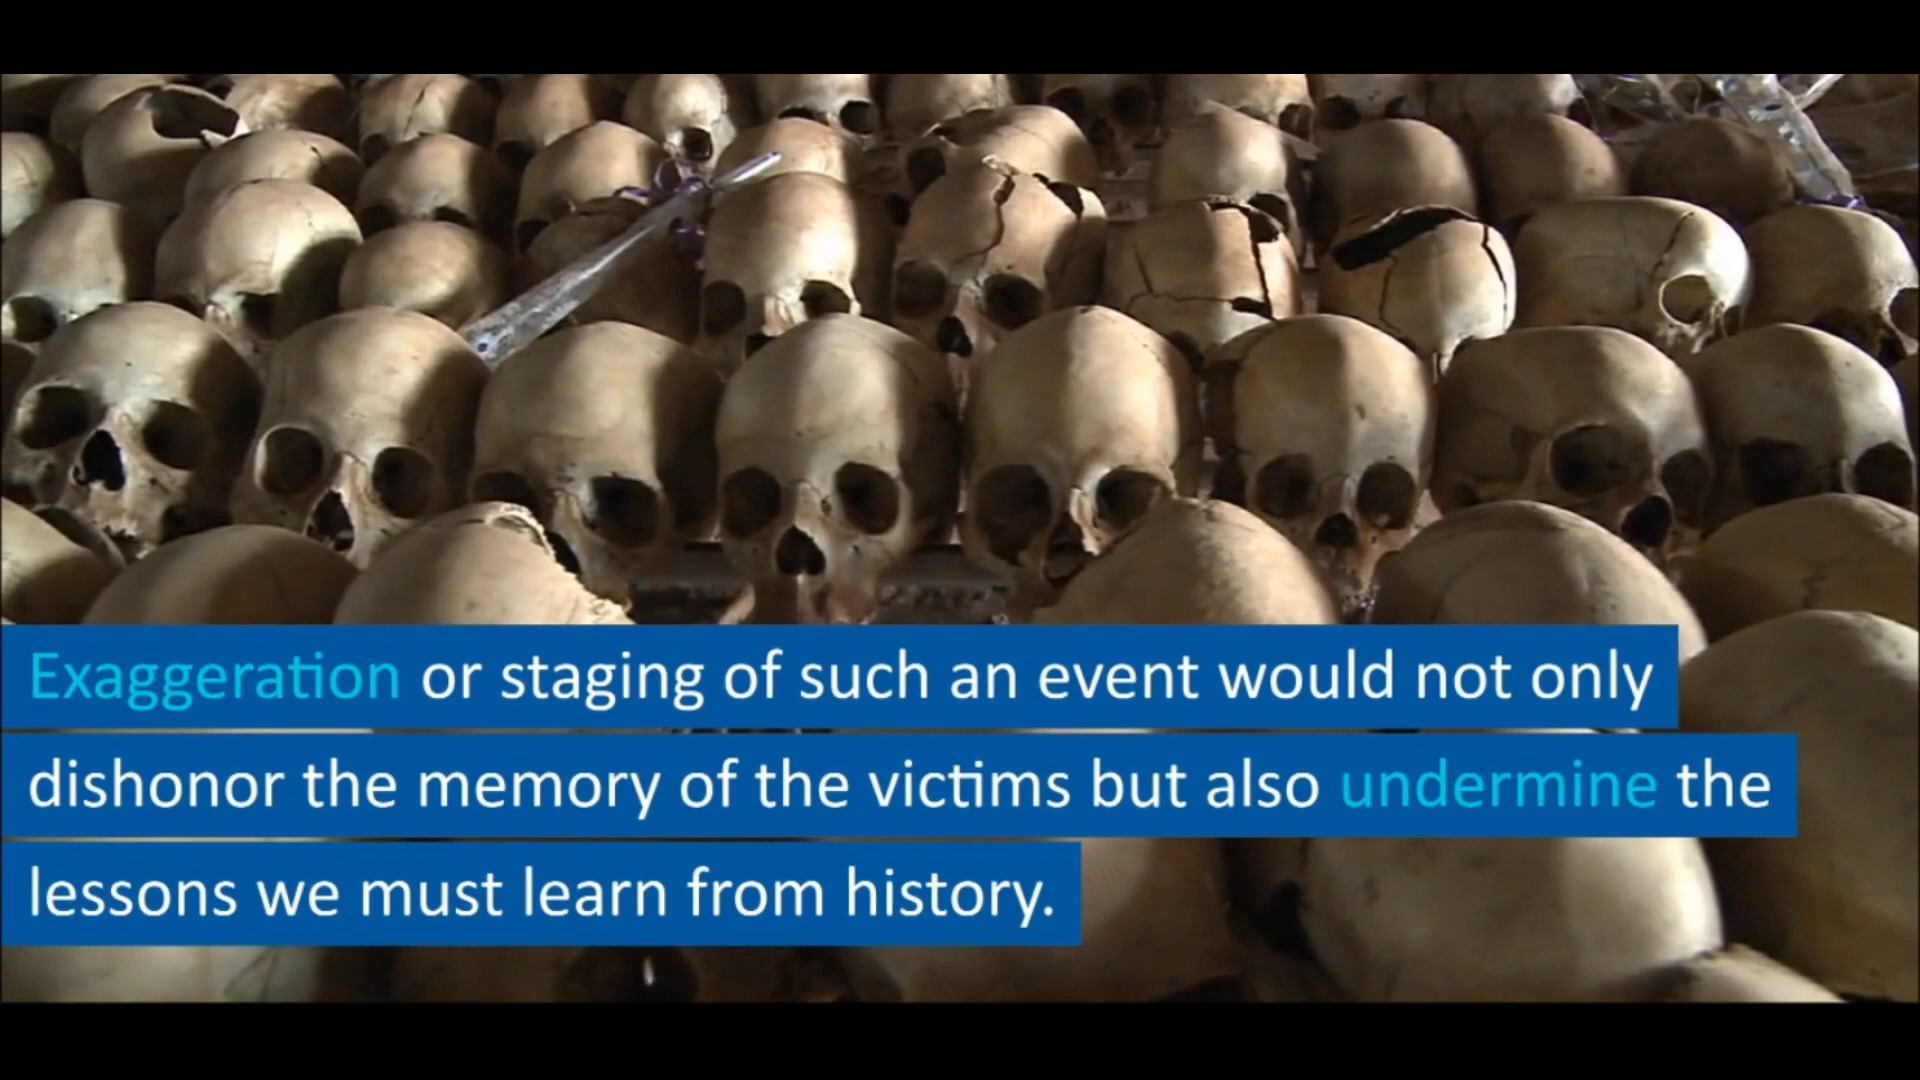 Exaggeration or staging of such an event would not only
dishonor the memory of the victims but also undermine the
lessons we must learn from history.